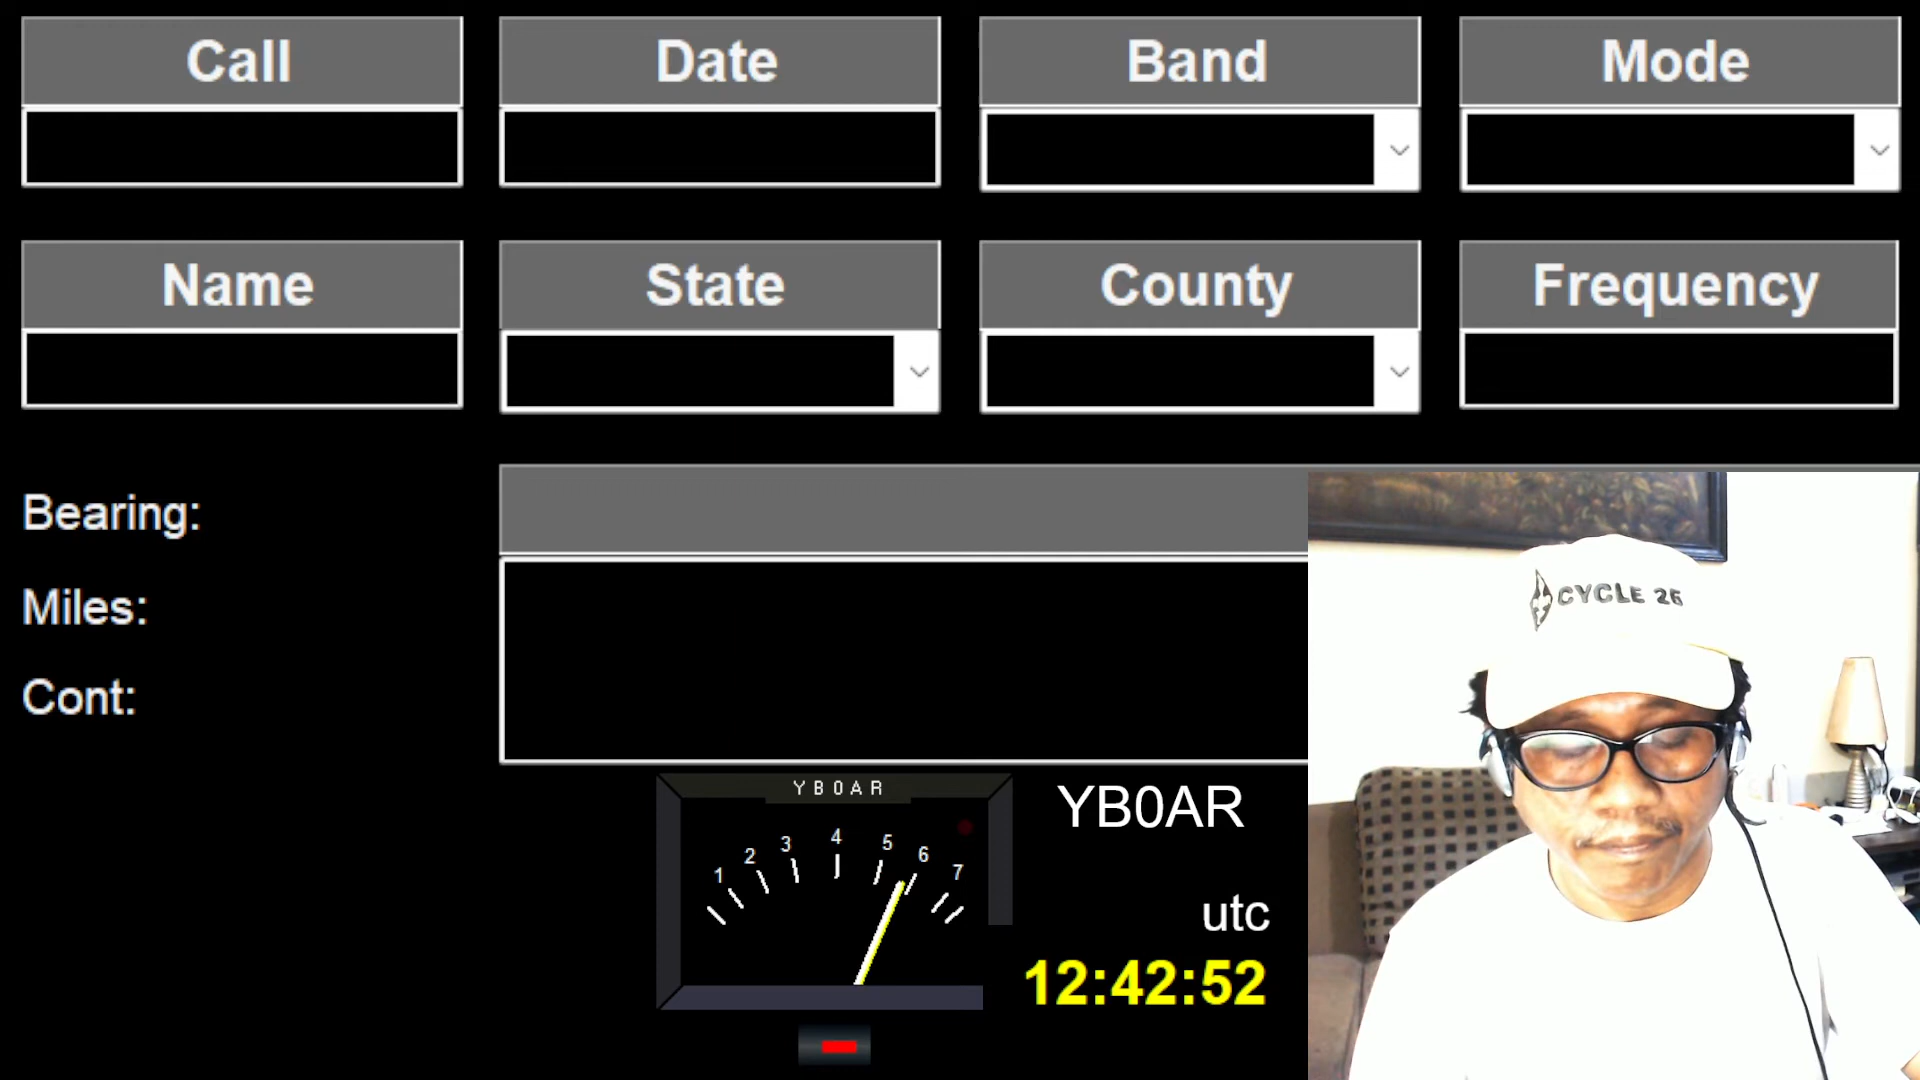 Call Date Band Mode
Name State County Frequency
Bearing:
Miles:
Cont:
CYCLE 26
YB0AR
1 2 3 4 5 6 7
YB0AR
utc
12:42:52